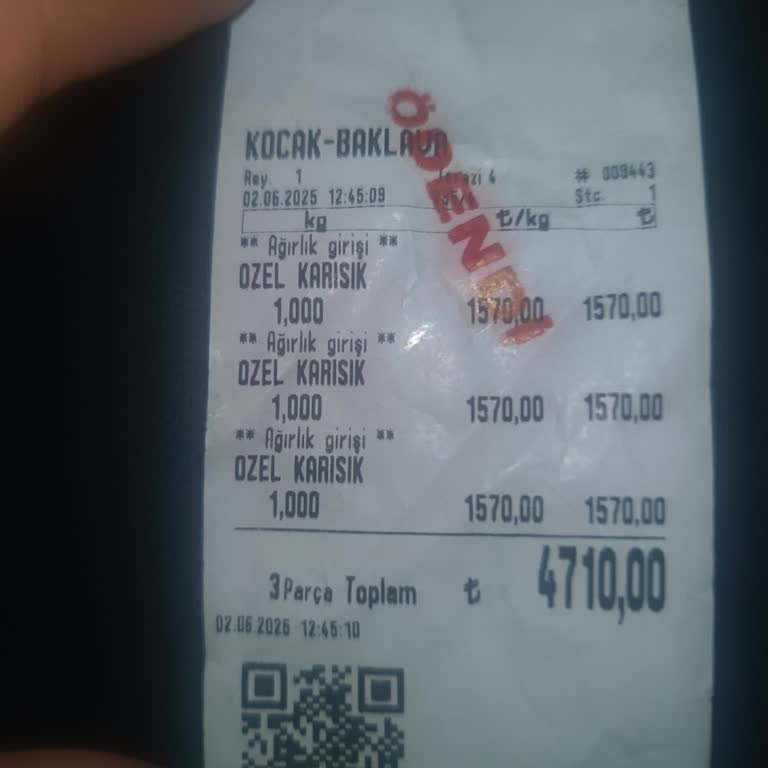 KOCAK-BAKLAVA
Rey. 1 Terazi 4 # 009443
02.06.2025 12:45:09 Stc. 1
kg ₺/kg ₺
** Ağırlık girişi **
OZEL KARISIK
1,000 1570,00 1570,00
** Ağırlık girişi **
OZEL KARISIK
1,000 1570,00 1570,00
** Ağırlık girişi **
OZEL KARISIK
1,000 1570,00 1570,00
3Parça Toplam ₺ 4710,00
02.06.2025 12:45:10
ÖDENDİ